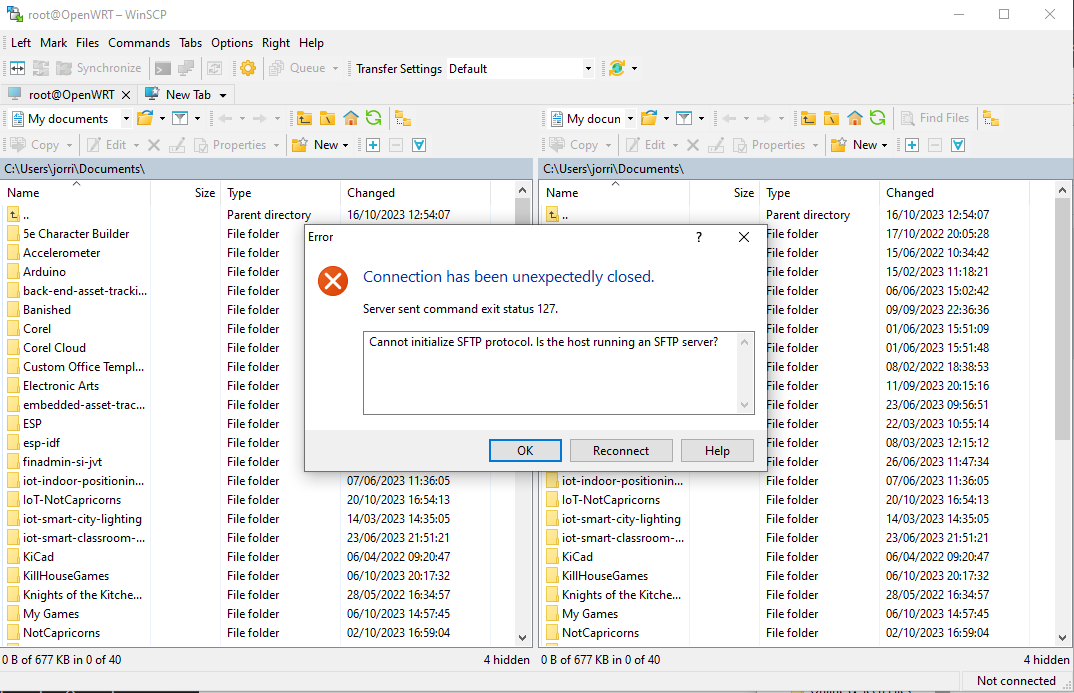 root@OpenWRT – WinSCP
Left Mark Files Commands Tabs Options Right Help
Synchronize Queue Transfer Settings Default
root@OpenWRT New Tab
My documents
My docun Find Files
Copy Edit Properties New
Copy Edit Properties New
C:\Users\jorri\Documents\
C:\Users\jorri\Documents\
Name Size Type Changed
.. Parent directory 16/10/2023 12:54:07
5e Character Builder File folder
Accelerometer File folder
Arduino File folder
back-end-asset-tracki... File folder
Banished File folder
Corel File folder
Corel Cloud File folder
Custom Office Templ... File folder
Electronic Arts File folder
embedded-asset-trac... File folder
ESP File folder
esp-idf File folder
finadmin-si-jvt File folder
iot-indoor-positionin... File folder 07/06/2023 11:36:05
IoT-NotCapricorns File folder 20/10/2023 16:54:13
iot-smart-city-lighting File folder 14/03/2023 14:35:05
iot-smart-classroom-... File folder 23/06/2023 21:51:21
KiCad File folder 06/04/2022 09:20:47
KillHouseGames File folder 06/10/2023 20:17:32
Knights of the Kitche... File folder 28/05/2022 16:34:57
My Games File folder 06/10/2023 14:57:45
NotCapricorns File folder 02/10/2023 16:59:04
0 B of 677 KB in 0 of 40 4 hidden
Error ?
Connection has been unexpectedly closed.
Server sent command exit status 127.
Cannot initialize SFTP protocol. Is the host running an SFTP server?
OK Reconnect Help
Name Size Type Changed
.. Parent directory 16/10/2023 12:54:07
File folder 17/10/2022 20:05:28
File folder 15/06/2022 10:34:42
File folder 15/02/2023 11:18:21
File folder 06/06/2023 15:02:42
File folder 09/09/2023 22:36:36
File folder 01/06/2023 15:51:09
File folder 01/06/2023 15:51:48
File folder 08/02/2022 18:38:53
File folder 11/09/2023 20:15:16
File folder 23/06/2023 09:56:51
File folder 22/03/2023 10:55:14
File folder 08/03/2023 12:15:12
File folder 26/06/2023 11:47:34
iot-indoor-positionin... File folder 07/06/2023 11:36:05
IoT-NotCapricorns File folder 20/10/2023 16:54:13
iot-smart-city-lighting File folder 14/03/2023 14:35:05
iot-smart-classroom-... File folder 23/06/2023 21:51:21
KiCad File folder 06/04/2022 09:20:47
KillHouseGames File folder 06/10/2023 20:17:32
Knights of the Kitche... File folder 28/05/2022 16:34:57
My Games File folder 06/10/2023 14:57:45
NotCapricorns File folder 02/10/2023 16:59:04
0 B of 677 KB in 0 of 40 4 hidden
Not connected